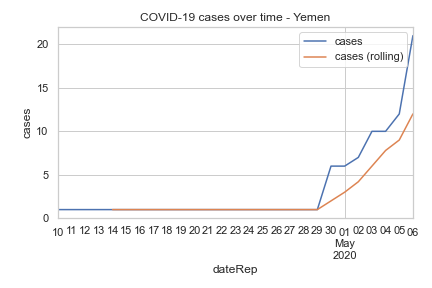 COVID-19 cases over time - Yemen
cases
cases (rolling)
20
15
10
5
0
cases
10 11 12 13 14 15 16 17 18 19 20 21 22 23 24 25 26 27 28 29 30 01 02 03 04 05 06
May
2020
dateRep